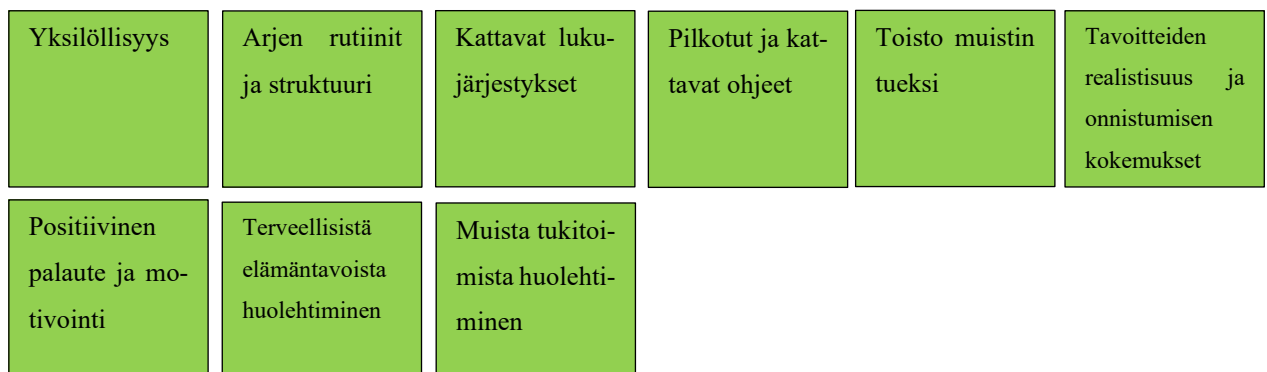 Yksilöllisyys
Arjen rutiinit
ja struktuuri
Kattavat luku-
järjestykset
Pilkotut ja kat-
tavat ohjeet
Toisto muistin
tueksi
Tavoitteiden
realistisuus ja
onnistumisen
kokemukset
Positiivinen
palaute ja mo-
tivointi
Terveellisistä
elämäntavoista
huolehtiminen
Muista tukitoi-
mista huolehti-
minen